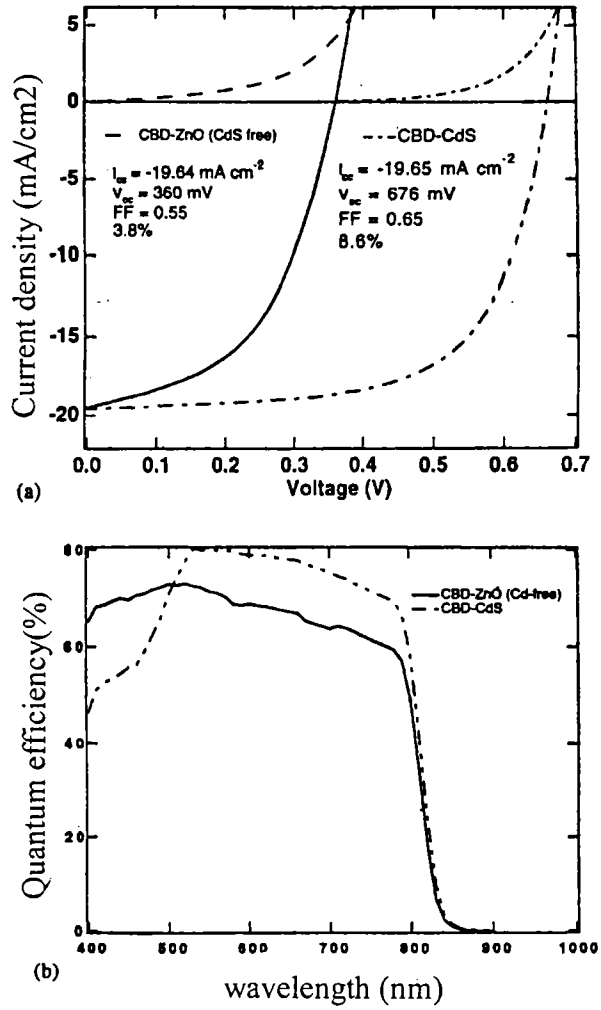 5
0
-5
-10
-15
-20
Current density (mA/cm2)
CBD-ZnO (CdS free)
I_sc = -19.64 mA cm-2
V_oc = 360 mV
FF = 0.55
3.8%
CBD-CdS
I_sc = -19.65 mA cm-2
V_oc = 676 mV
FF = 0.65
8.6%
0.0 0.1 0.2 0.3 0.4 0.5 0.6 0.7
Voltage (V)
(a)
80
60
40
20
Quantum efficiency(%)
CBD-ZnO (Cd-free)
CBD-CdS
400 500 600 700 800 900 1000
(b)
wavelength (nm)